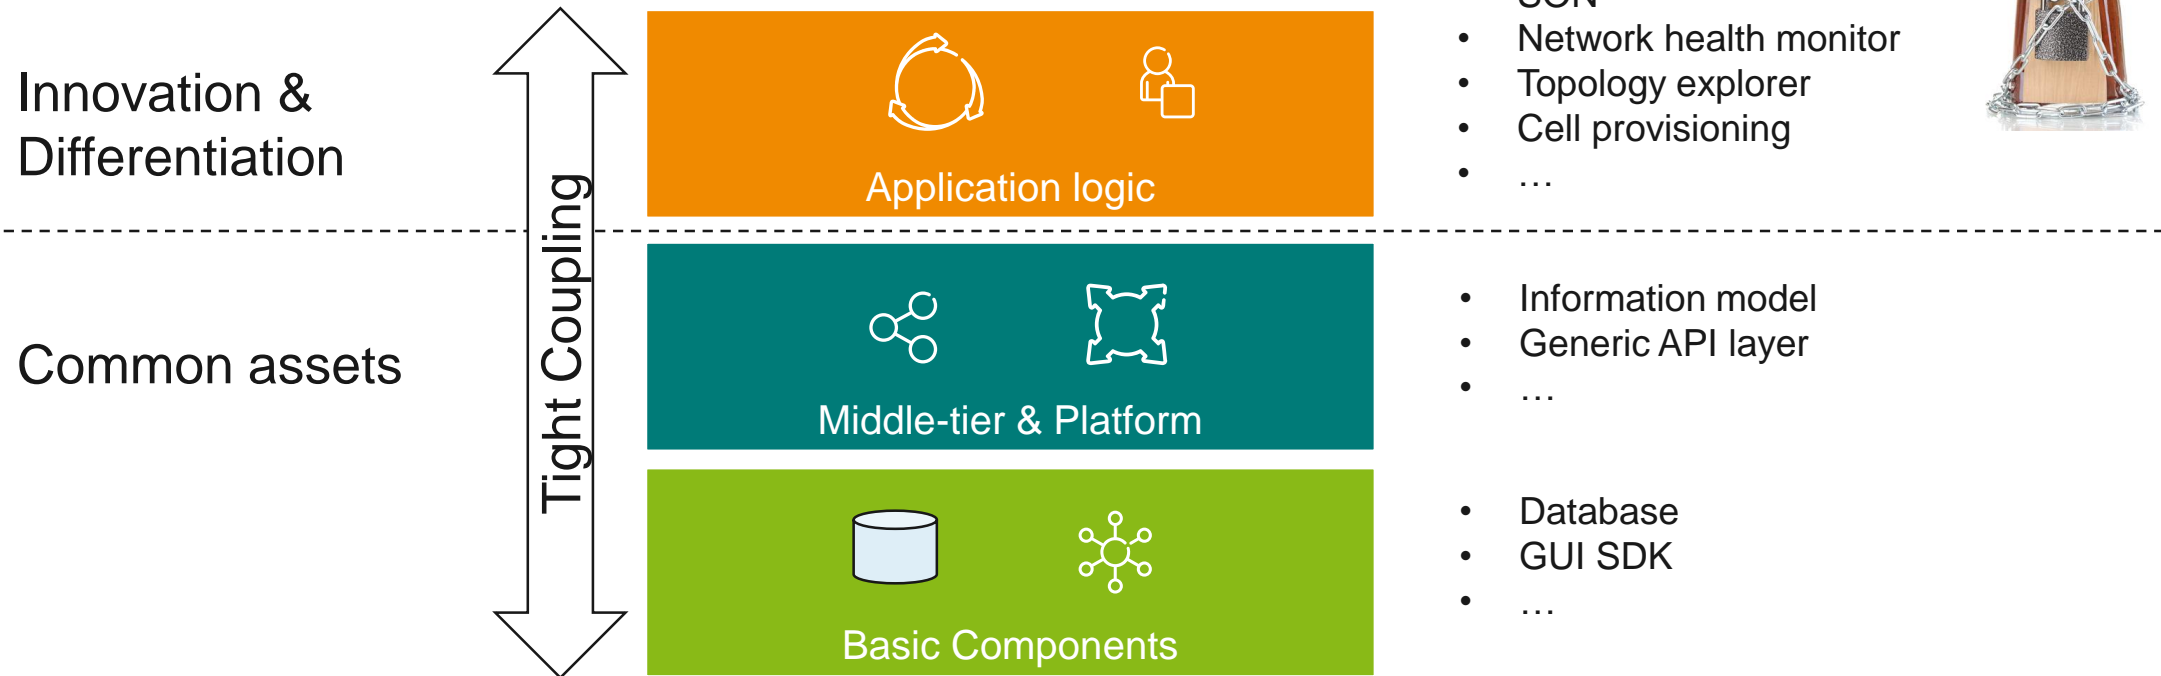 Innovation &
Differentiation
Common assets
Tight Coupling
Application logic
Middle-tier & Platform
Basic Components
SON
• Network health monitor
• Topology explorer
• Cell provisioning
• …
• Information model
• Generic API layer
• …
• Database
• GUI SDK
• …